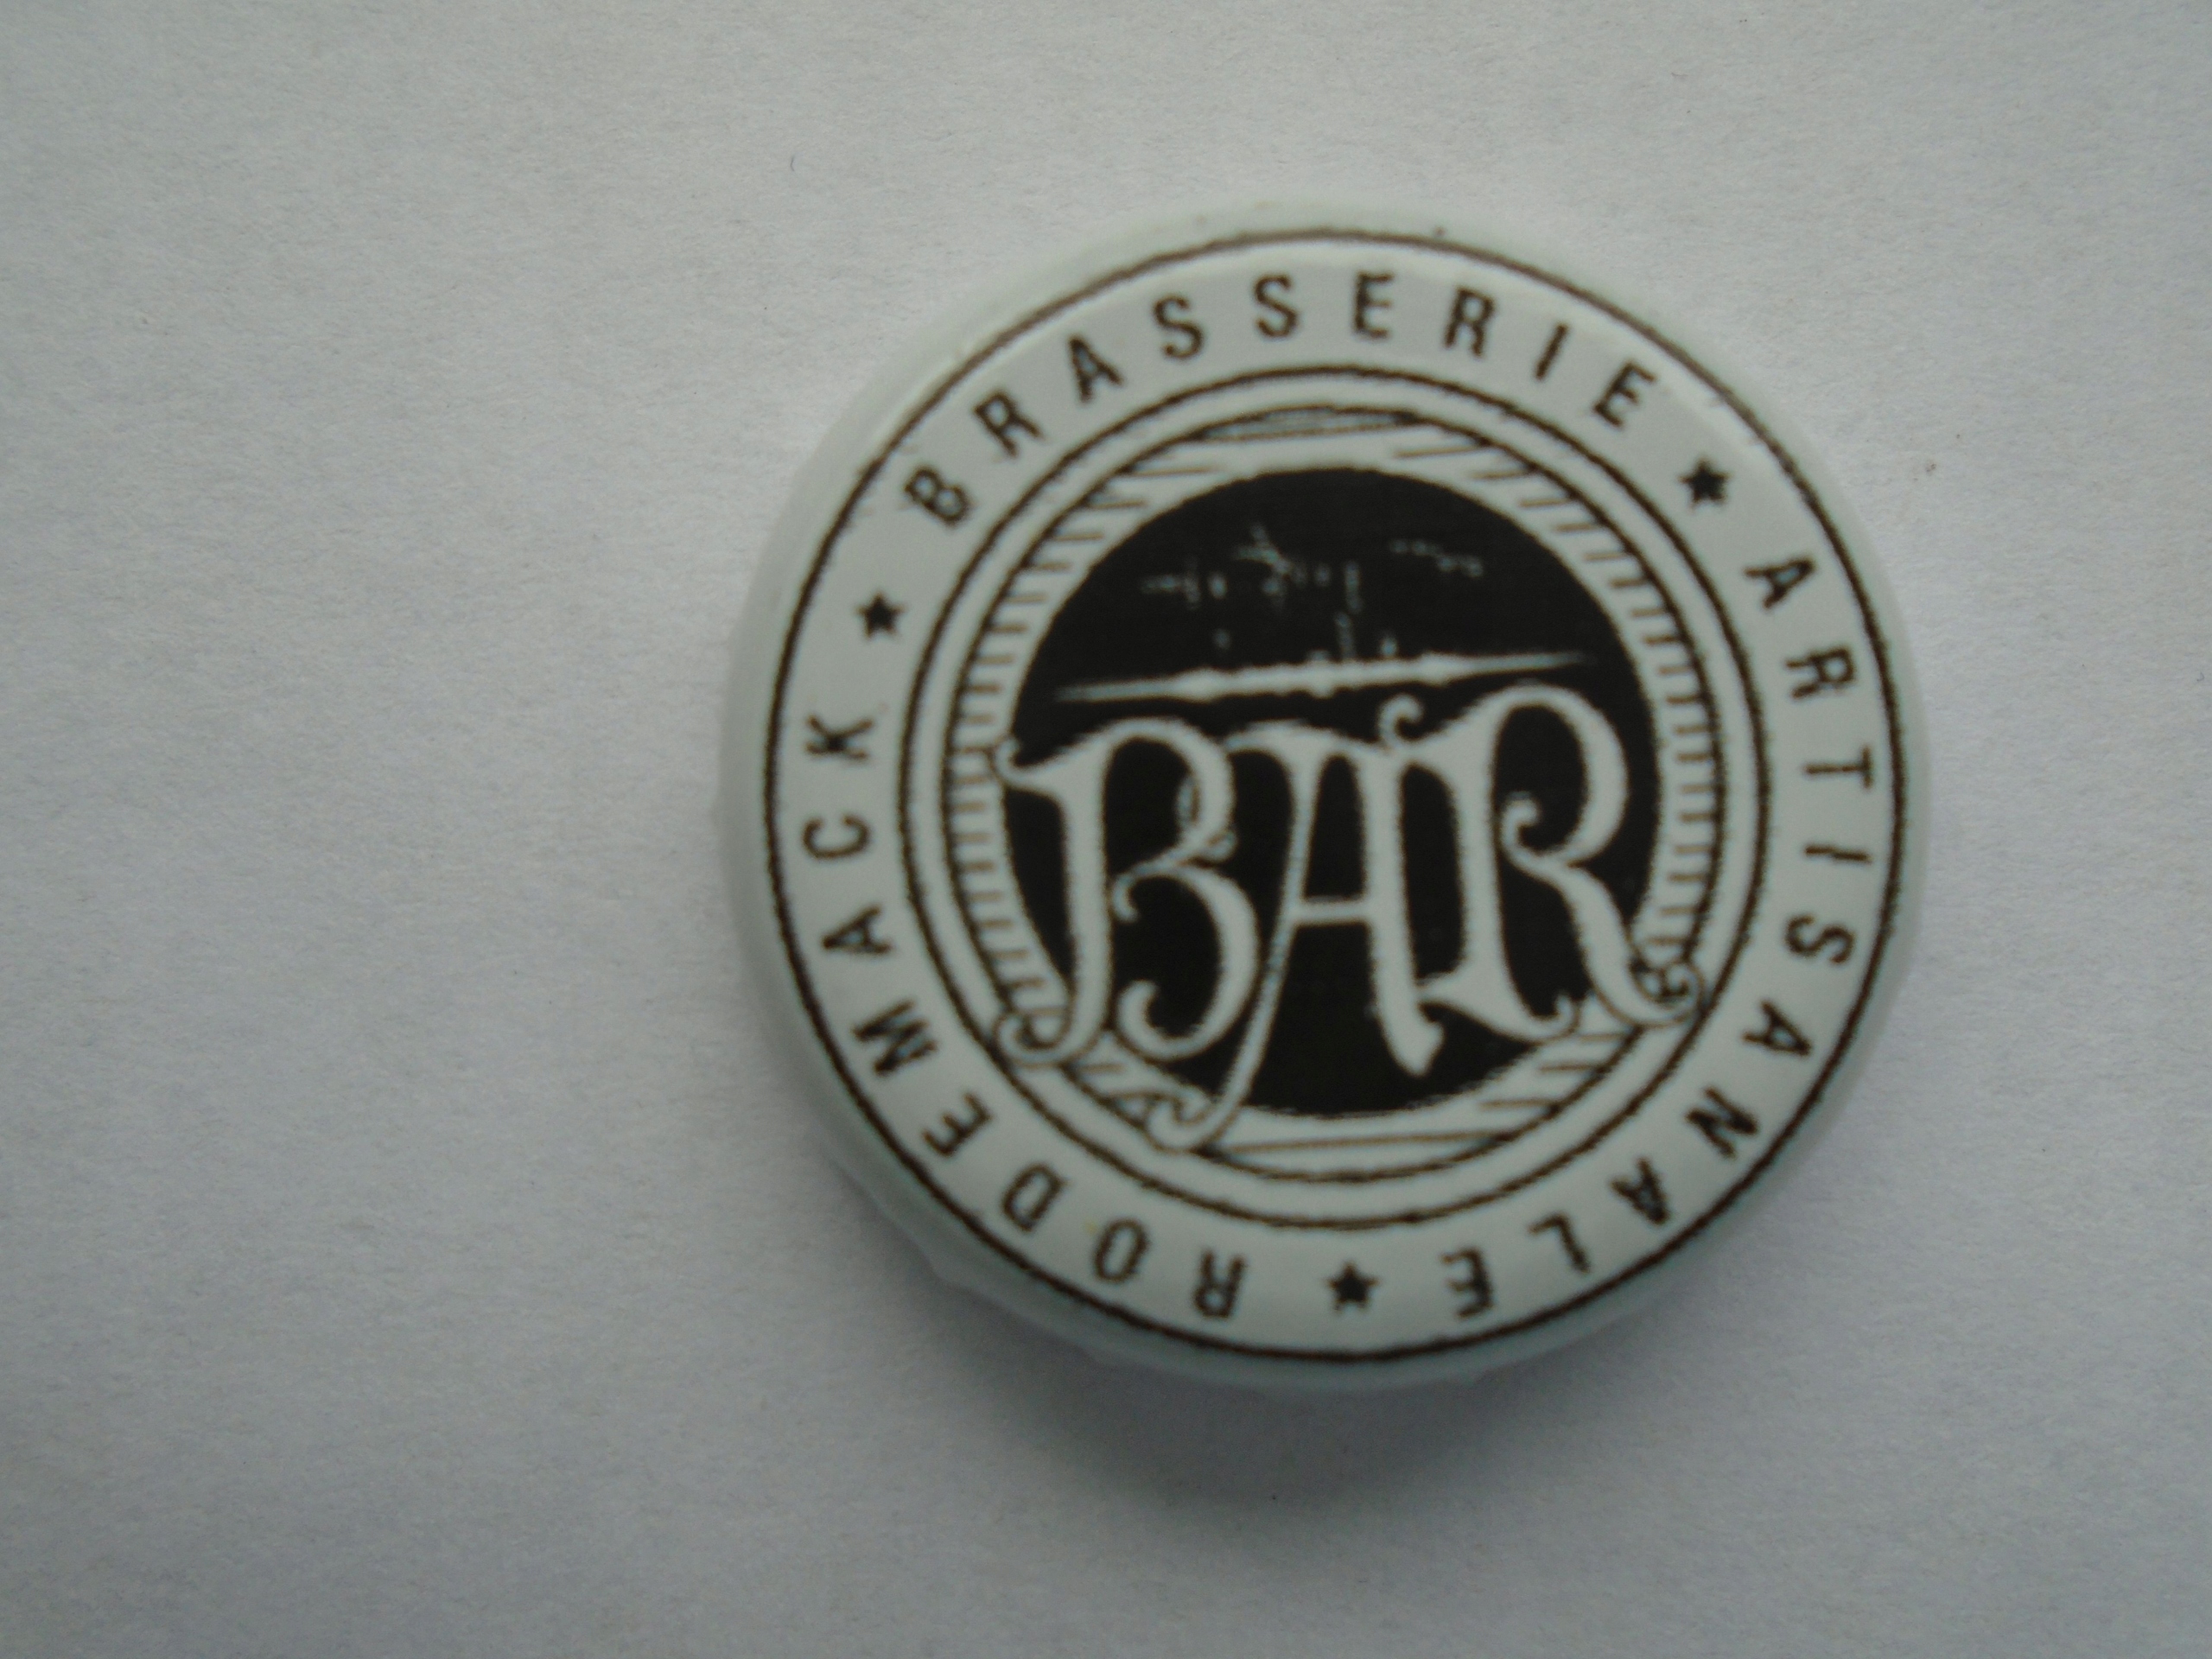 BRASSERIE ★ ARTISANALE ★ RODEMACK ★
BAR